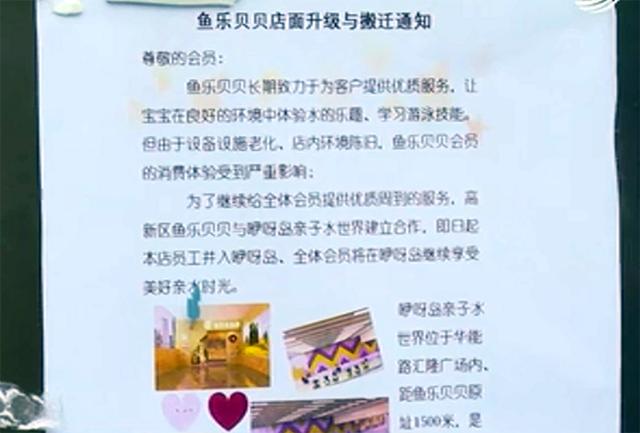 鱼乐贝贝店面升级与搬迁通知
尊敬的会员：
鱼乐贝贝长期致力于为客户提供优质服务，让
宝宝在良好的环境中体验水的乐趣、学习游泳技能。
但由于设备设施老化、店内环境陈旧，鱼乐贝贝会员
的消费体验受到严重影响；
为了继续给全体会员提供优质周到的服务，高
新区鱼乐贝贝与咿呀岛亲子水世界建立合作，即日起
本店员工并入咿呀岛、全体会员将在咿呀岛继续享受
美好亲水时光。
咿呀岛亲子水
世界位于华能
路汇隆广场内、
距鱼乐贝贝原
址1500米，是